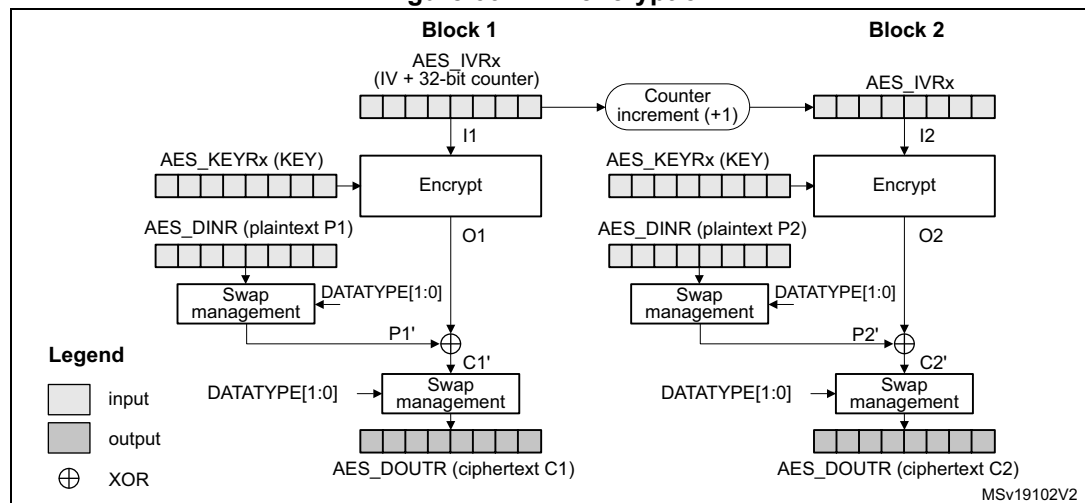 Block 1
Block 2
AES_IVRx
(IV + 32-bit counter)
Counter
increment (+1)
AES_IVRx
I1
I2
AES_KEYRx (KEY)
Encrypt
AES_KEYRx (KEY)
Encrypt
AES_DINR (plaintext P1)
O1
AES_DINR (plaintext P2)
O2
Swap
management
DATATYPE[1:0]
Swap
management
DATATYPE[1:0]
P1'
P2'
Legend
C1'
C2'
input
DATATYPE[1:0]
Swap
management
DATATYPE[1:0]
Swap
management
output
XOR
AES_DOUTR (ciphertext C1)
AES_DOUTR (ciphertext C2)
MSv19102V2